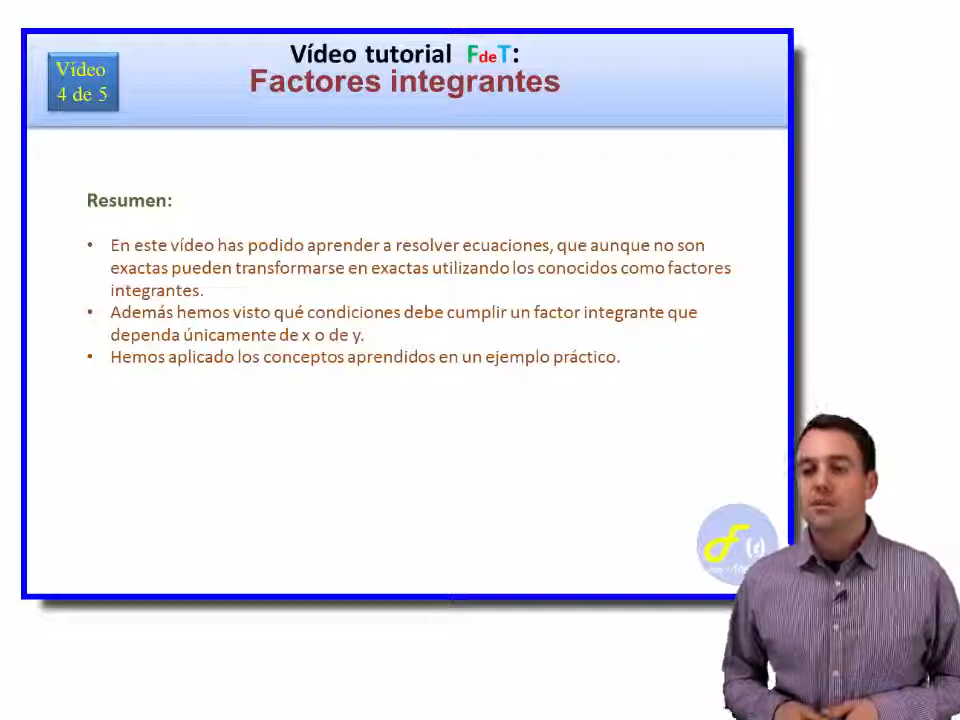 Vídeo tutorial FdeT:
Factores integrantes
Vídeo
4 de 5
Resumen:
• En este vídeo has podido aprender a resolver ecuaciones, que aunque no son
exactas pueden transformarse en exactas utilizando los conocidos como factores
integrantes.
• Además hemos visto qué condiciones debe cumplir un factor integrante que
dependa únicamente de x o de y.
• Hemos aplicado los conceptos aprendidos en un ejemplo práctico.